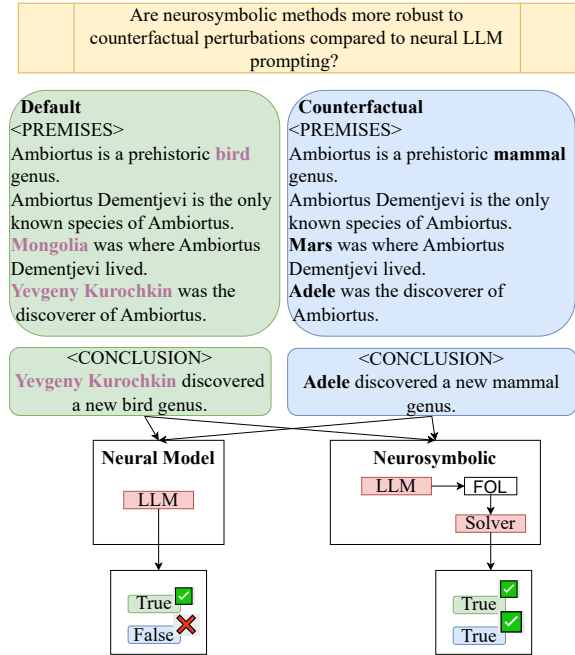 Are neurosymbolic methods more robust to
counterfactual perturbations compared to neural LLM
prompting?
Default
<PREMISES>
Ambiortus is a prehistoric bird
genus.
Ambiortus Dementjevi is the only
known species of Ambiortus.
Mongolia was where Ambiortus
Dementjevi lived.
Yevgeny Kurochkin was the
discoverer of Ambiortus.
Counterfactual
<PREMISES>
Ambiortus is a prehistoric mammal
genus.
Ambiortus Dementjevi is the only
known species of Ambiortus.
Mars was where Ambiortus
Dementjevi lived.
Adele was the discoverer of
Ambiortus.
<CONCLUSION>
Yevgeny Kurochkin discovered
a new bird genus.
<CONCLUSION>
Adele discovered a new mammal
genus.
Neural Model
LLM
Neurosymbolic
LLM
FOL
Solver
True
False
True
True